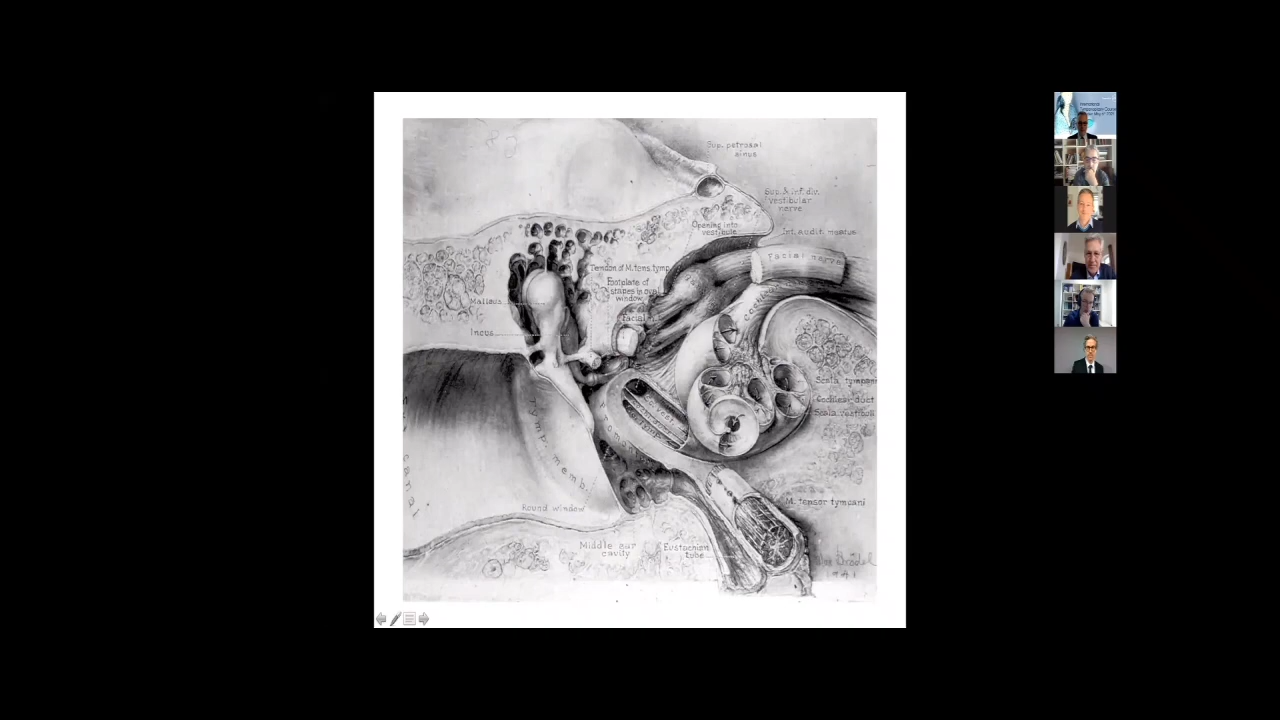 Sup. petrosal
sinus
Sup. & inf. div.
vestibular
nerve
Opening into
vestibule
Int. audit. meatus
Facial nerve
Tendon of M. tens. tymp.
Footplate of
stapes in oval
window
Facial
Malleus
Incus
Scala tympani
Cochlear duct
Scala vestibuli
Tymp. memb.
canal
Round window
M. tensor tympani
Middle ear
cavity
Eustachian
tube
Brödel